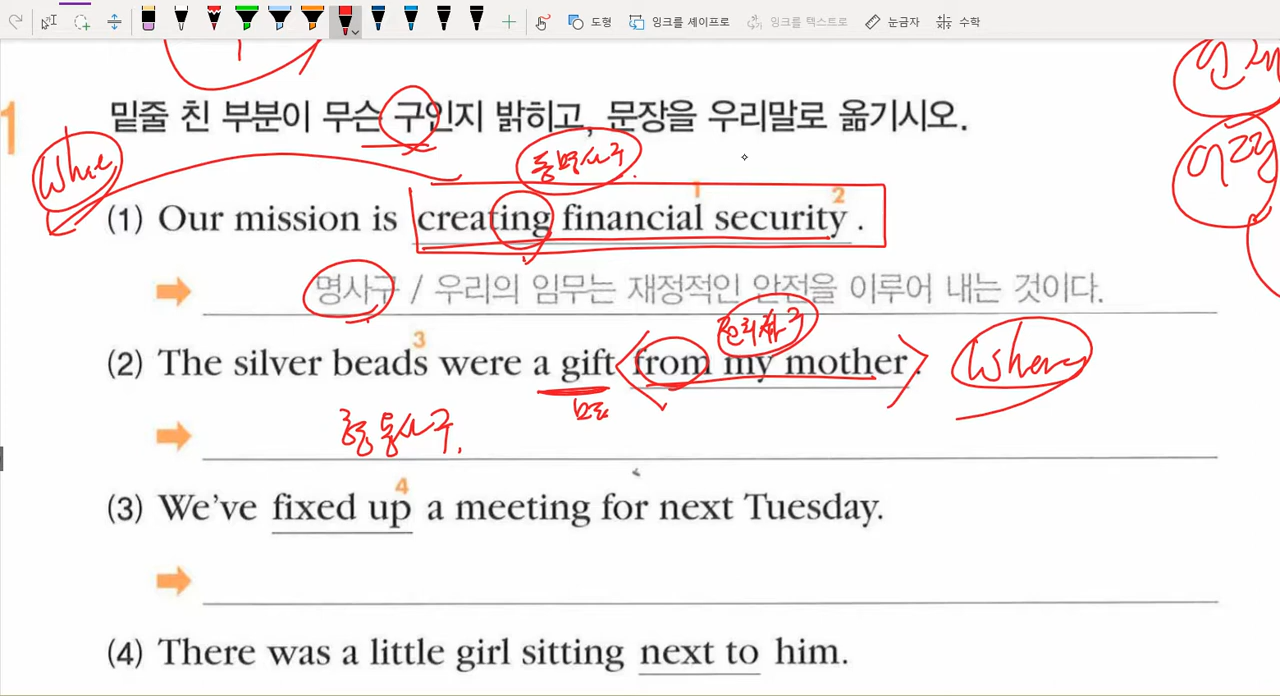 도형 잉크를 셰이프로 잉크를 텍스트로 눈금자 수학
1 밑줄 친 부분이 무슨 구인지 밝히고, 문장을 우리말로 옮기시오.
동명사구
1 2
(1) Our mission is creating financial security.
명사구 / 우리의 임무는 재정적인 안전을 이루어 내는 것이다.
전치사구
3
(2) The silver beads were a gift from my mother.
형용사구.
4
(3) We've fixed up a meeting for next Tuesday.
(4) There was a little girl sitting next to him.